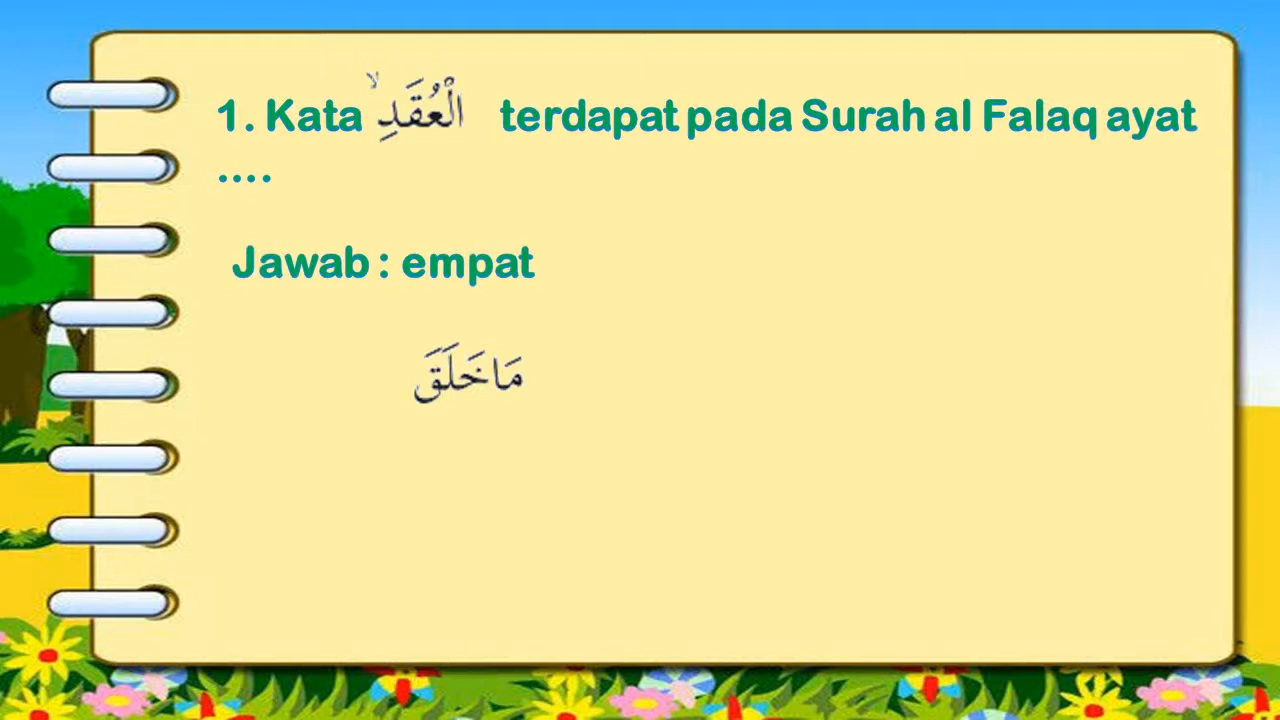 1. Kata الْعُقَدِۙ terdapat pada Surah al Falaq ayat
....
Jawab : empat
مَاخَلَقَ